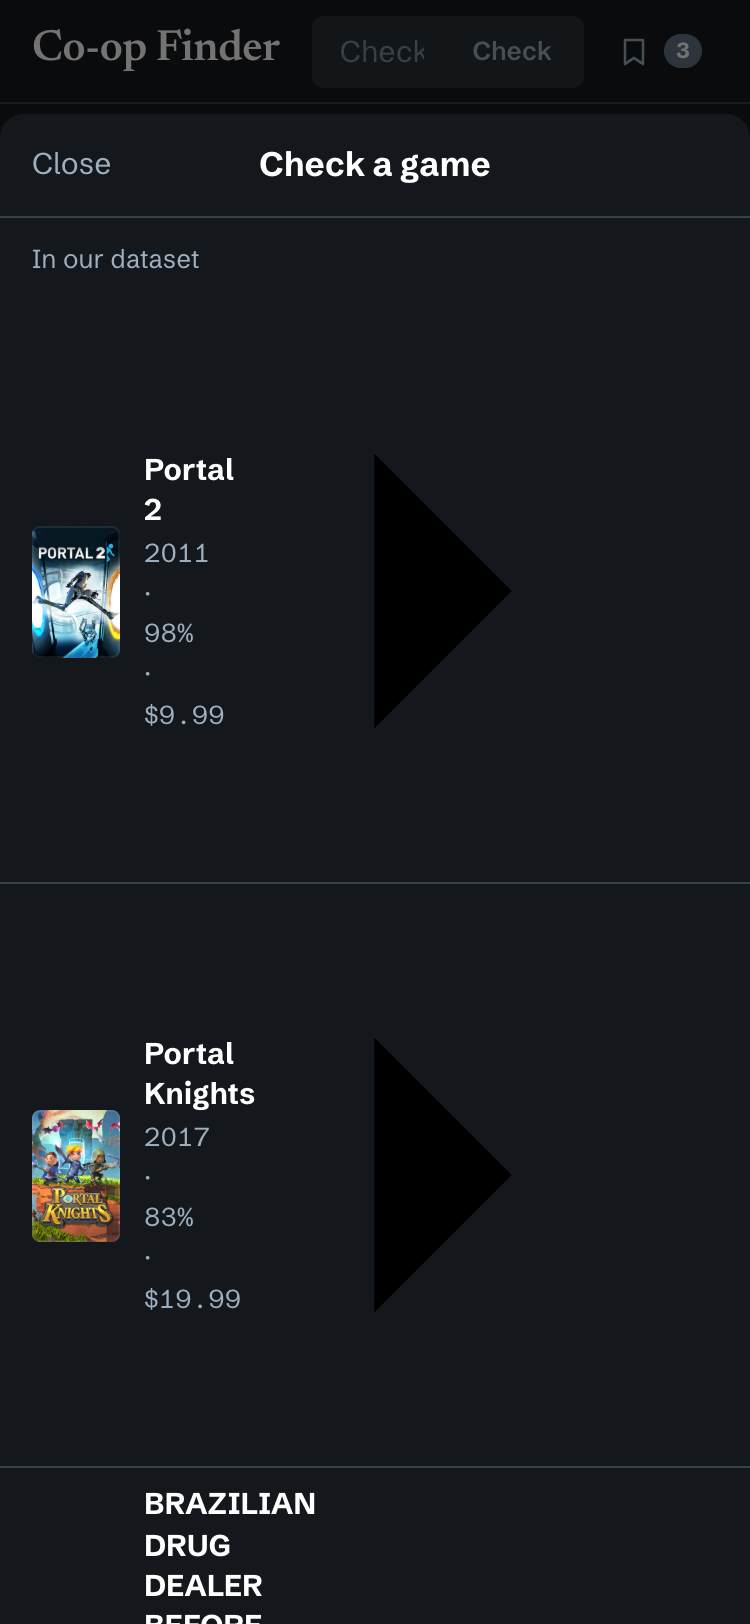 Co-op Finder
Check
Check
3
Close
Check a game
In our dataset
PORTAL 2
Portal
2
2011
·
98%
·
$9.99
PORTAL
KNIGHTS
Portal
Knights
2017
·
83%
·
$19.99
BRAZILIAN
DRUG
DEALER
BEFORE